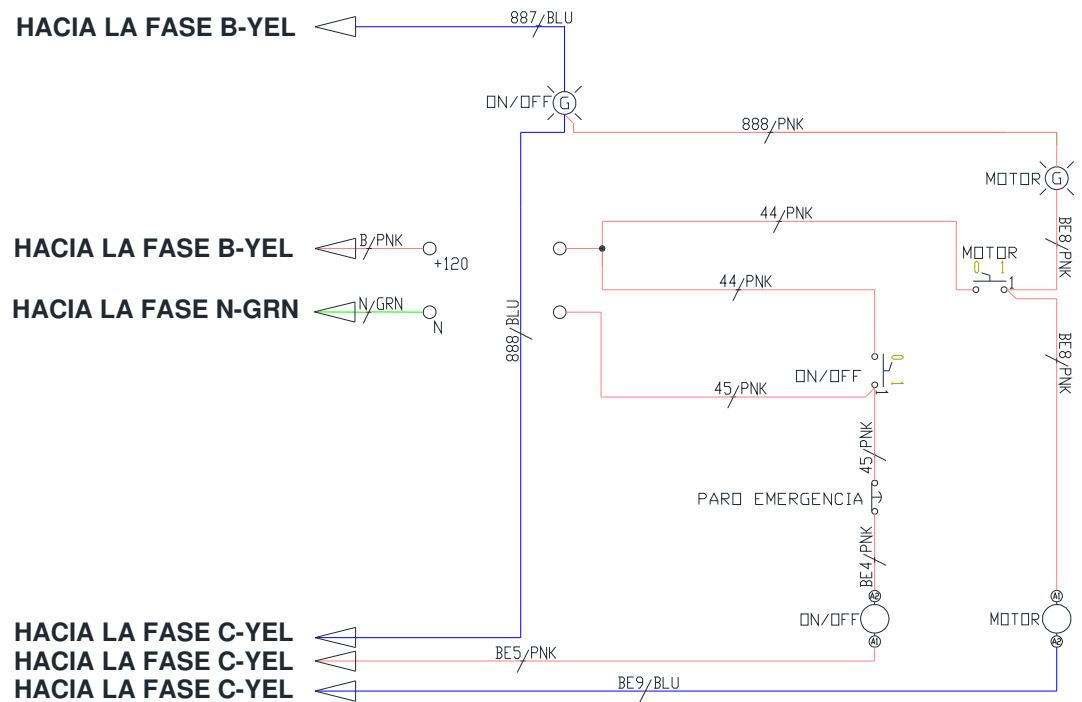 HACIA LA FASE B-YEL
887/BLU
ON/OFF G
888/PNK
MOTOR G
44/PNK
BE8/PNK
HACIA LA FASE B-YEL
B/PNK
+120
MOTOR
0 1
1
44/PNK
HACIA LA FASE N-GRN
N/GRN
N
888/BLU
BE8/PNK
ON/OFF
0 1
1
45/PNK
45/PNK
PARO EMERGENCIA
BE4/PNK
A2
A1
ON/OFF
MOTOR
A1
A2
HACIA LA FASE C-YEL
HACIA LA FASE C-YEL
BE5/PNK
HACIA LA FASE C-YEL
BE9/BLU